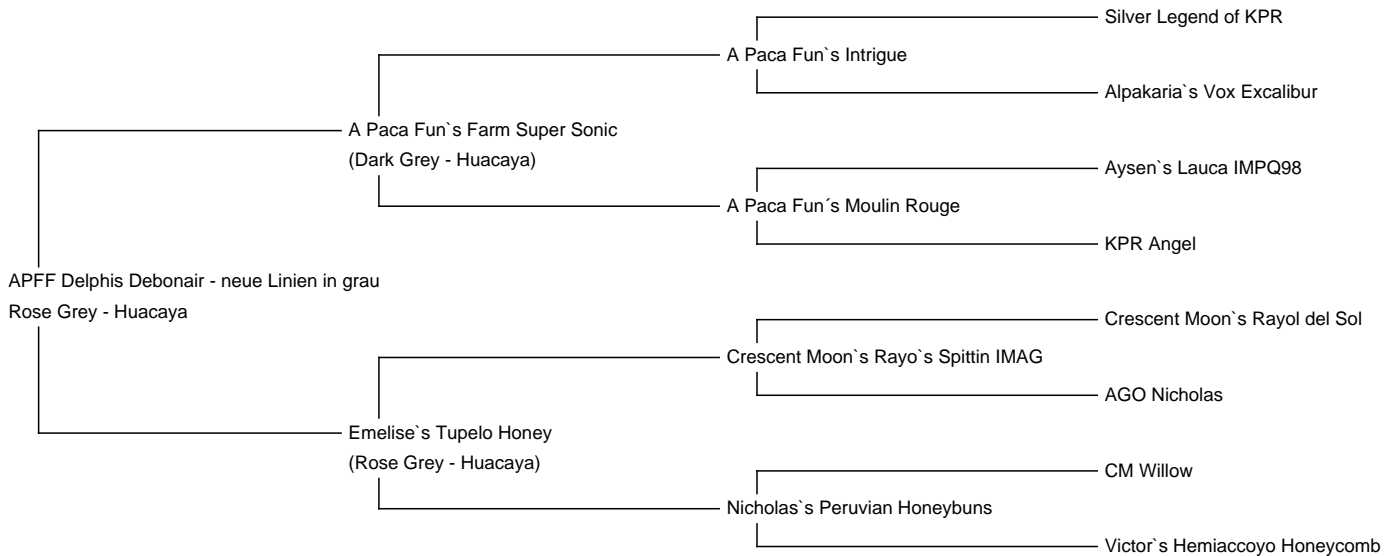 Silver Legend of KPR
A Paca Fun`s Intrigue
Alpakaria`s Vox Excalibur
A Paca Fun`s Farm Super Sonic
(Dark Grey - Huacaya)
Aysen`s Lauca IMPQ98
A Paca Fun´s Moulin Rouge
KPR Angel
APFF Delphis Debonair - neue Linien in grau
Rose Grey - Huacaya
Crescent Moon`s Rayol del Sol
Crescent Moon`s Rayo`s Spittin IMAG
AGO Nicholas
Emelise`s Tupelo Honey
(Rose Grey - Huacaya)
CM Willow
Nicholas`s Peruvian Honeybuns
Victor`s Hemiaccoyo Honeycomb